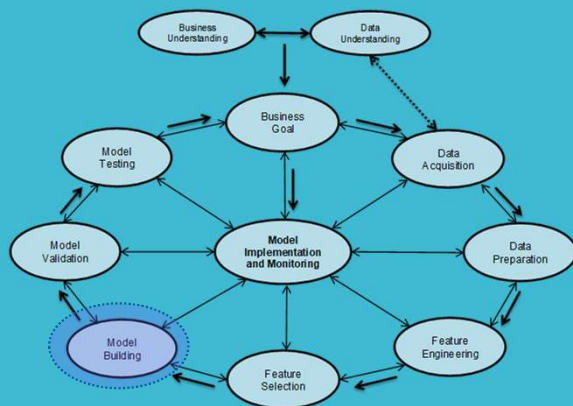 Business
Understanding
Data
Understanding
Business
Goal
Model
Testing
Data
Acquisition
Model
Validation
Model
Implementation
and Monitoring
Data
Preparation
Model
Building
Feature
Engineering
Feature
Selection